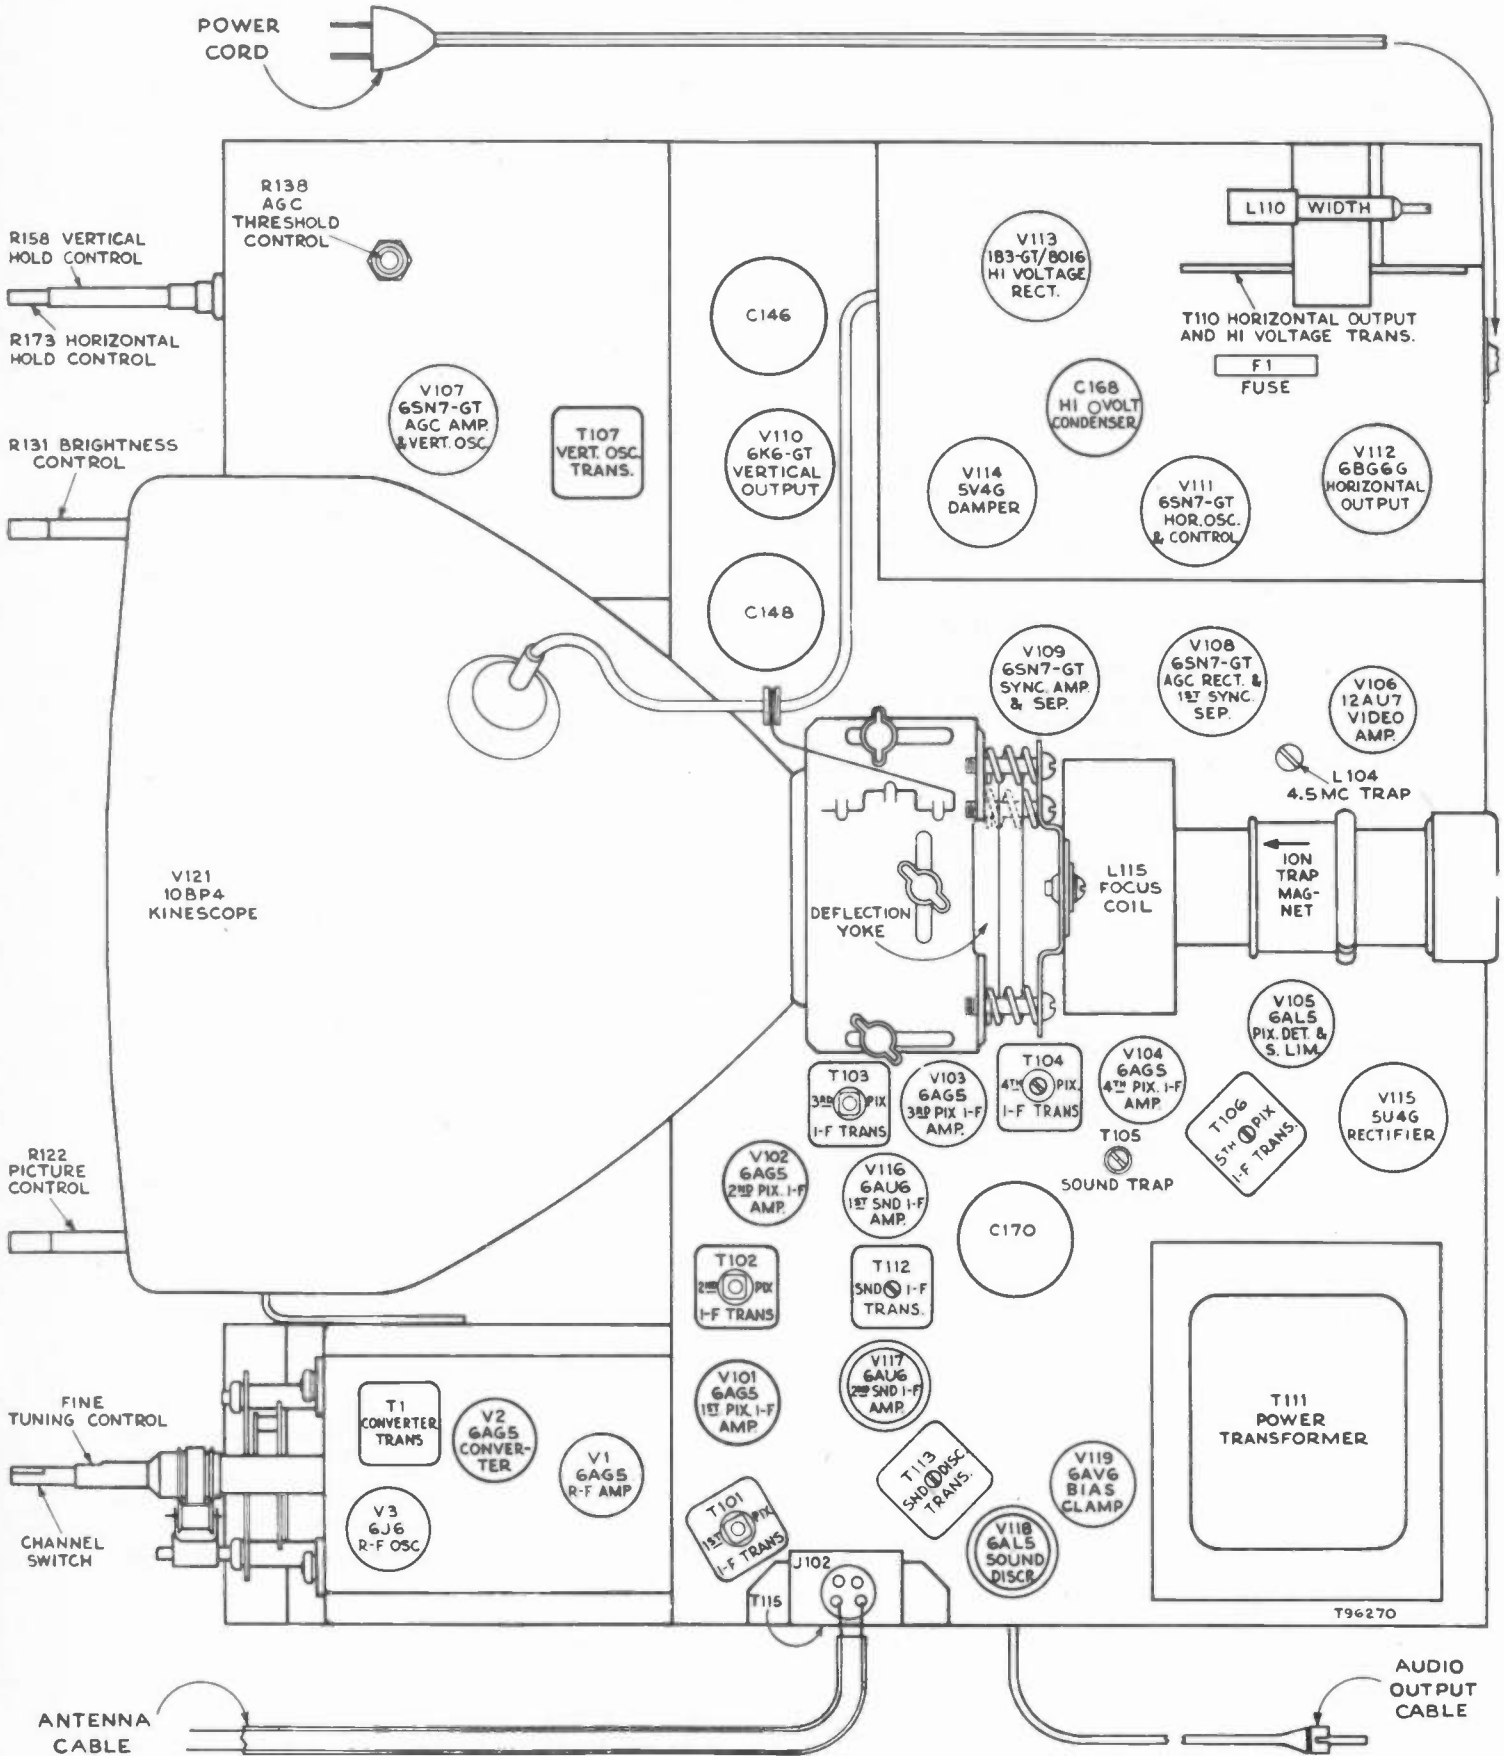 POWER
CORD
R138
AGC
THRESHOLD
CONTROL
R158 VERTICAL
HOLD CONTROL
R173 HORIZONTAL
HOLD CONTROL
L110 WIDTH
V113
1B3-GT/8016
HI VOLTAGE
RECT.
T110 HORIZONTAL OUTPUT
AND HI VOLTAGE TRANS.
F1
FUSE
C146
V107
6SN7-GT
AGC AMP.
& VERT. OSC
T107
VERT. OSC.
TRANS.
V110
6K6-GT
VERTICAL
OUTPUT
C168
HI VOLT
CONDENSER
V114
5V4G
DAMPER
V111
6SN7-GT
HOR. OSC.
& CONTROL
V112
6BG6G
HORIZONTAL
OUTPUT
R131 BRIGHTNESS
CONTROL
C148
V109
6SN7-GT
SYNC. AMP.
& SEP.
V108
6SN7-GT
AGC RECT. &
1ST SYNC.
SEP.
V106
12AU7
VIDEO
AMP.
L104
4.5 MC TRAP
V121
10BP4
KINESCOPE
DEFLECTION
YOKE
L115
FOCUS
COIL
ION
TRAP
MAG-
NET
V105
6AL5
PIX. DET. &
S. LIM.
T103
3RD PIX
I-F TRANS
V103
6AG5
3RD PIX I-F
AMP.
T104
4TH PIX.
I-F TRANS
V104
6AG5
4TH PIX. I-F
AMP.
T105
SOUND TRAP
T106
5TH PIX
I-F TRANS.
V115
5U4G
RECTIFIER
R122
PICTURE
CONTROL
V102
6AG5
2ND PIX. I-F
AMP.
V116
6AU6
1ST SND I-F
AMP.
C170
T102
2ND PIX
I-F TRANS
T112
SND I-F
TRANS.
FINE
TUNING CONTROL
T1
CONVERTER
TRANS
V2
6AG5
CONVER-
TER
V1
6AG5
R-F AMP
V101
6AG5
1ST PIX. I-F
AMP.
V117
6AU6
2ND SND I-F
AMP.
T111
POWER
TRANSFORMER
CHANNEL
SWITCH
V3
6J6
R-F OSC
T101
1ST PIX
I-F TRANS
T113
SND DISC.
TRANS.
V119
6AV6
BIAS
CLAMP
V118
6AL5
SOUND
DISCR.
J102
T115
T96270
ANTENNA
CABLE
AUDIO
OUTPUT
CABLE